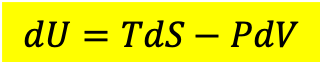 dU = TdS − PdV